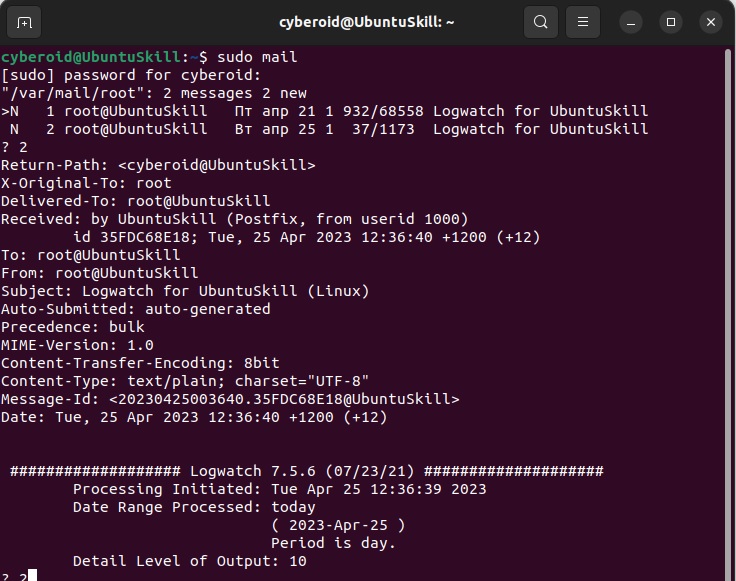 cyberoid@UbuntuSkill: ~
cyberoid@UbuntuSkill:~$ sudo mail
[sudo] password for cyberoid:
"/var/mail/root": 2 messages 2 new
>N   1 root@UbuntuSkill   Пт апр 21 1 932/68558 Logwatch for UbuntuSkill
 N   2 root@UbuntuSkill   Вт апр 25 1  37/1173  Logwatch for UbuntuSkill
? 2
Return-Path: <cyberoid@UbuntuSkill>
X-Original-To: root
Delivered-To: root@UbuntuSkill
Received: by UbuntuSkill (Postfix, from userid 1000)
        id 35FDC68E18; Tue, 25 Apr 2023 12:36:40 +1200 (+12)
To: root@UbuntuSkill
From: root@UbuntuSkill
Subject: Logwatch for UbuntuSkill (Linux)
Auto-Submitted: auto-generated
Precedence: bulk
MIME-Version: 1.0
Content-Transfer-Encoding: 8bit
Content-Type: text/plain; charset="UTF-8"
Message-Id: <20230425003640.35FDC68E18@UbuntuSkill>
Date: Tue, 25 Apr 2023 12:36:40 +1200 (+12)
 ################### Logwatch 7.5.6 (07/23/21) ####################
        Processing Initiated: Tue Apr 25 12:36:39 2023
        Date Range Processed: today
                              ( 2023-Apr-25 )
                              Period is day.
        Detail Level of Output: 10
? 2